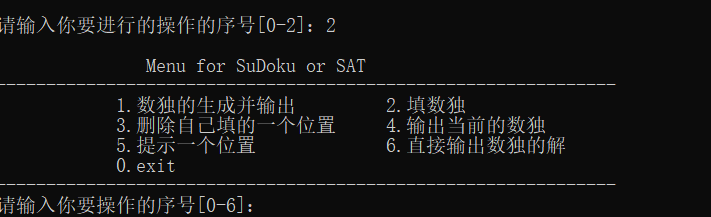 请输入你要进行的操作的序号[0-2]: 2
Menu for SuDoku or SAT
--------------------------------------------------------------
1.数独的生成并输出 2.填数独
3.删除自己填的一个位置 4.输出当前的数独
5.提示一个位置 6.直接输出数独的解
0.exit
--------------------------------------------------------------
请输入你要操作的序号[0-6]: